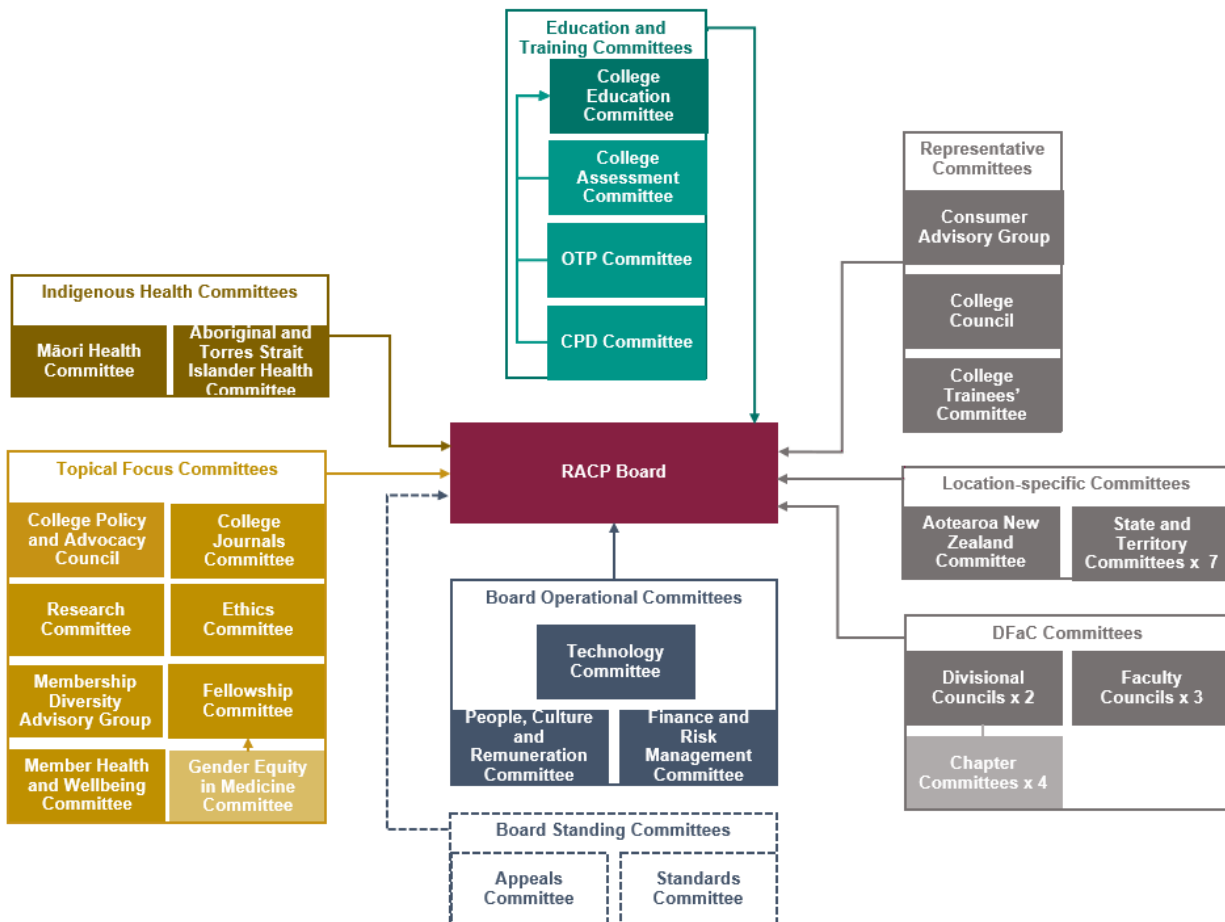 Education and
Training Committees
College
Education
Committee
College
Assessment
Committee
OTP Committee
CPD Committee
Representative
Committees
Consumer
Advisory Group
College
Council
College
Trainees'
Committee
Indigenous Health Committees
Māori Health
Committee
Aboriginal and
Torres Strait
Islander Health
Committee
RACP Board
Topical Focus Committees
College Policy
and Advocacy
Council
College
Journals
Committee
Research
Committee
Ethics
Committee
Membership
Diversity
Advisory Group
Fellowship
Committee
Member Health
and Wellbeing
Committee
Gender Equity
in Medicine
Committee
Location-specific Committees
Aotearoa New
Zealand
Committee
State and
Territory
Committees x 7
Board Operational Committees
Technology
Committee
People, Culture
and
Remuneration
Committee
Finance and
Risk
Management
Committee
DFaC Committees
Divisional
Councils x 2
Faculty
Councils x 3
Chapter
Committees x 4
Board Standing Committees
Appeals
Committee
Standards
Committee